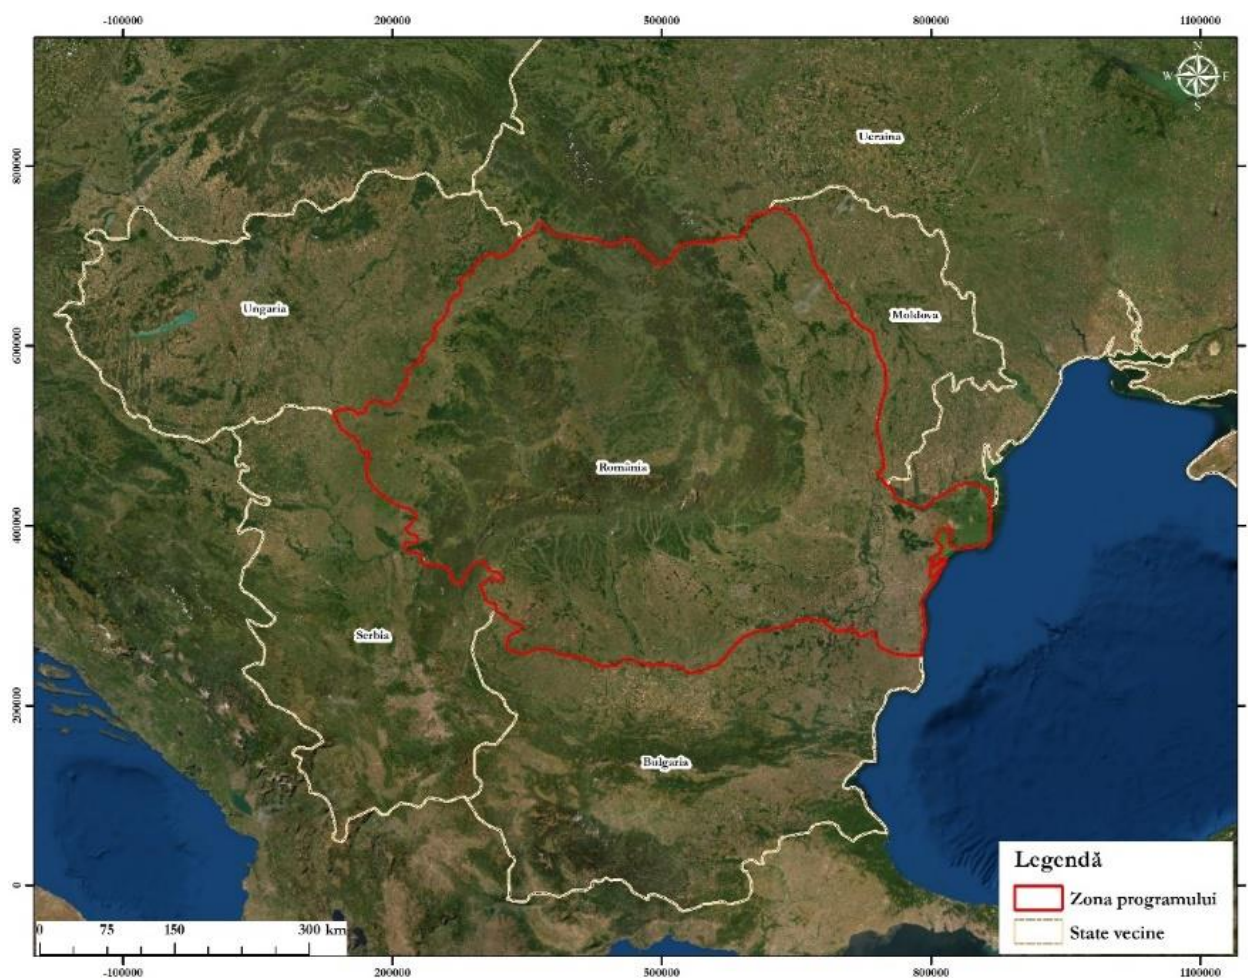 -100000 200000 500000 800000 1100000
N
W E
S
Ucraina
800000
Ungaria
Moldova
600000
România
400000
Serbia
200000
Bulgaria
Legendă
0
Zona programului
State vecine
0 75 150 300 km
-100000 200000 500000 800000 1100000